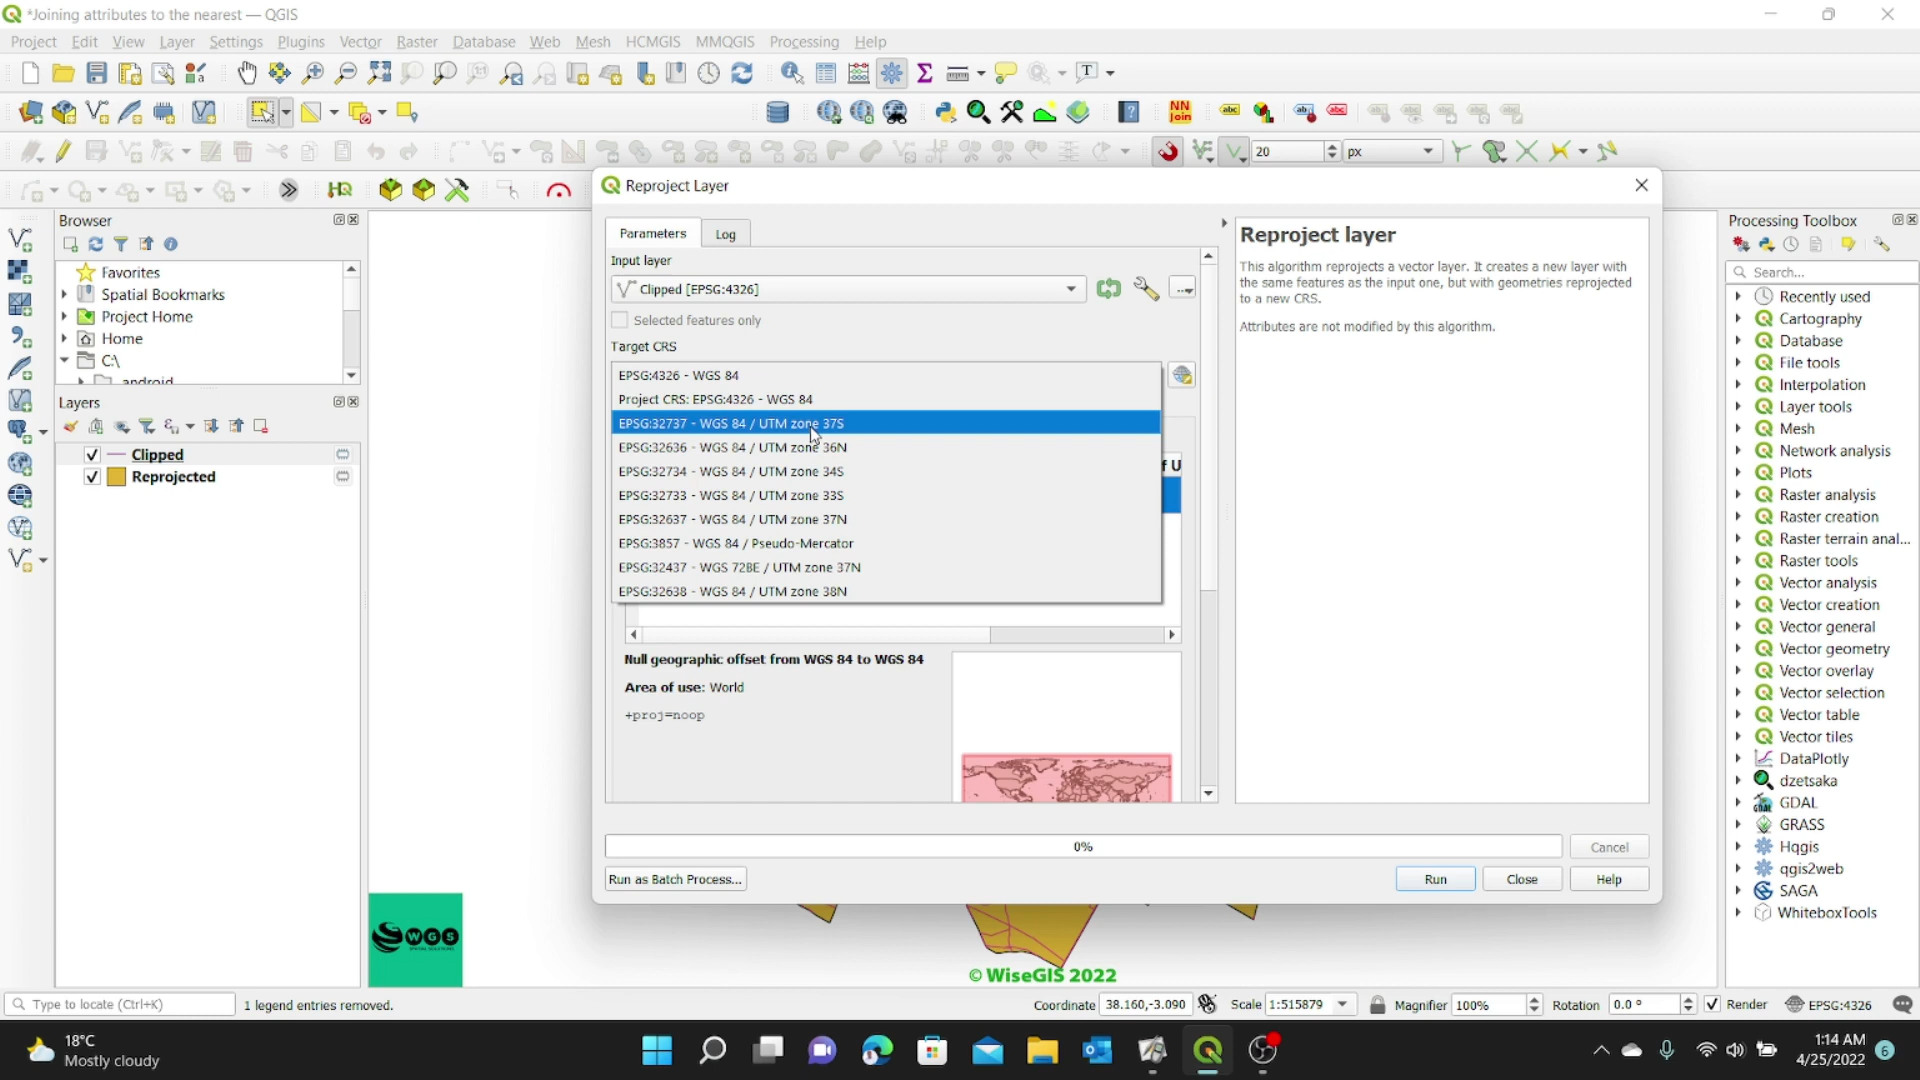 *Joining attributes to the nearest — QGIS
Project Edit View Layer Settings Plugins Vector Raster Database Web Mesh HCMGIS MMQGIS Processing Help
NN Join abc abc abc
20 px
Reproject Layer
Browser
Favorites
Spatial Bookmarks
Project Home
Home
C:\
android
Layers
Clipped
Reprojected
Parameters Log
Input layer
Clipped [EPSG:4326]
Selected features only
Target CRS
EPSG:4326 - WGS 84
Project CRS: EPSG:4326 - WGS 84
EPSG:32737 - WGS 84 / UTM zone 37S
EPSG:32636 - WGS 84 / UTM zone 36N
EPSG:32734 - WGS 84 / UTM zone 34S
EPSG:32733 - WGS 84 / UTM zone 33S
EPSG:32637 - WGS 84 / UTM zone 37N
EPSG:3857 - WGS 84 / Pseudo-Mercator
EPSG:32437 - WGS 72BE / UTM zone 37N
EPSG:32638 - WGS 84 / UTM zone 38N
f U
Null geographic offset from WGS 84 to WGS 84
Area of use: World
+proj=noop
Reproject layer
This algorithm reprojects a vector layer. It creates a new layer with
the same features as the input one, but with geometries reprojected
to a new CRS.
Attributes are not modified by this algorithm.
0%
Cancel
Run as Batch Process... Run Close Help
Processing Toolbox
Search...
Recently used
Cartography
Database
File tools
Interpolation
Layer tools
Mesh
Network analysis
Plots
Raster analysis
Raster creation
Raster terrain anal...
Raster tools
Vector analysis
Vector creation
Vector general
Vector geometry
Vector overlay
Vector selection
Vector table
Vector tiles
DataPlotly
dzetsaka
GDAL
GRASS
Hqgis
qgis2web
SAGA
WhiteboxTools
WGS
SPATIAL SOLUTIONS
© WiseGIS 2022
Type to locate (Ctrl+K) 1 legend entries removed. Coordinate 38.160,-3.090 Scale 1:515879 Magnifier 100% Rotation 0.0 ° Render EPSG:4326
18°C
Mostly cloudy
1:14 AM
4/25/2022 6